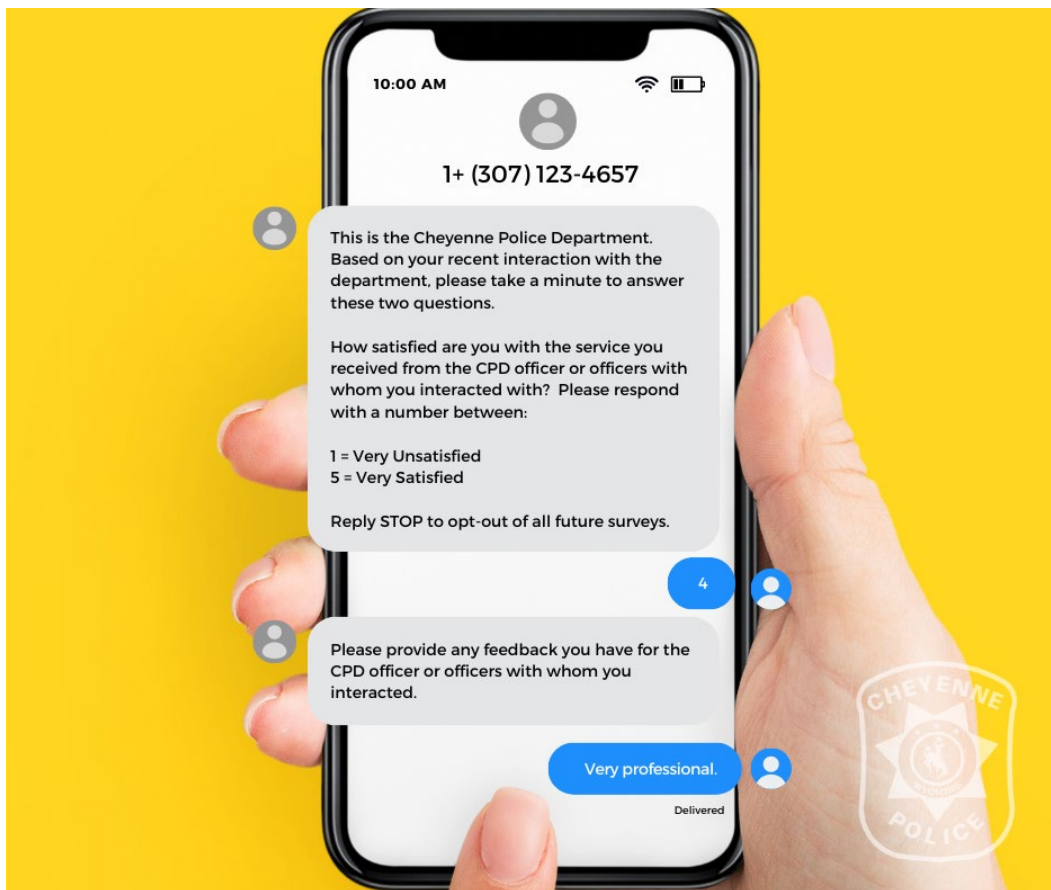 10:00 AM
1+ (307) 123-4657
This is the Cheyenne Police Department.
Based on your recent interaction with the
department, please take a minute to answer
these two questions.
How satisfied are you with the service you
received from the CPD officer or officers with
whom you interacted with?  Please respond
with a number between:
1 = Very Unsatisfied
5 = Very Satisfied
Reply STOP to opt-out of all future surveys.
4
Please provide any feedback you have for the
CPD officer or officers with whom you
interacted.
Very professional.
Delivered
CHEYENNE
WYOMING
POLICE